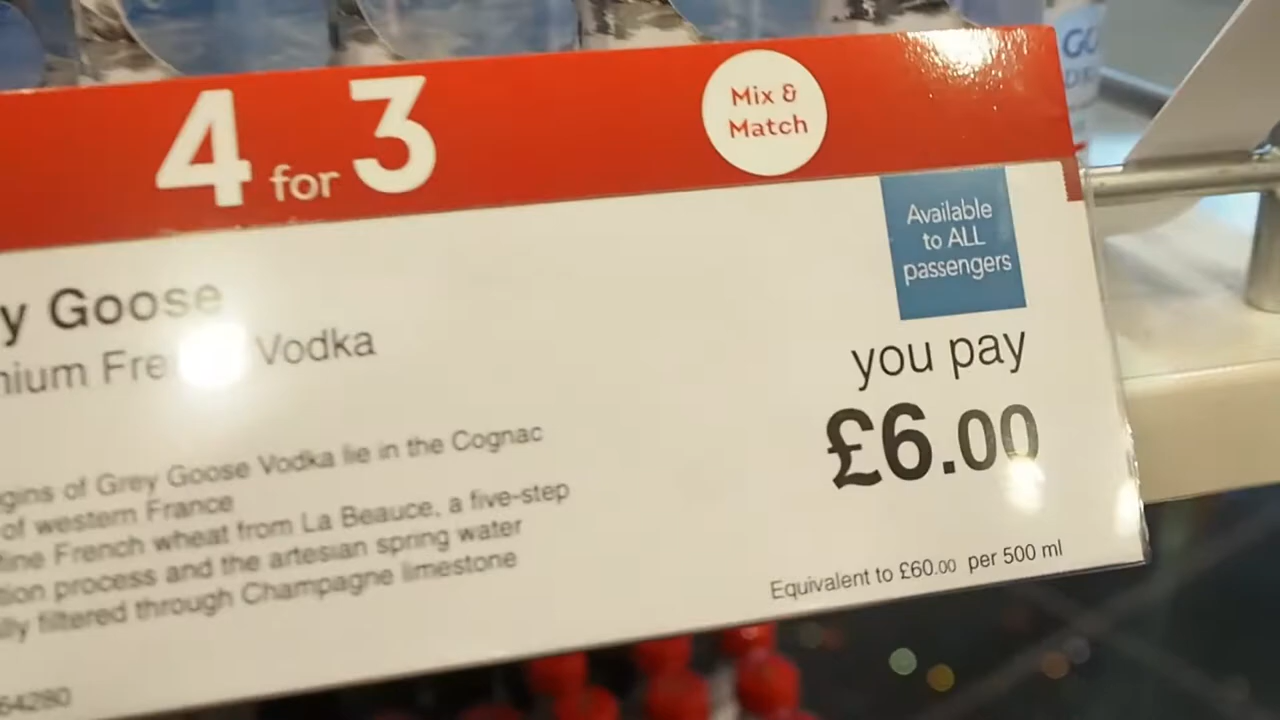 4 for 3
Mix &
Match
Available
to ALL
passengers
y Goose
nium Fre Vodka
you pay
£6.00
gins of Grey Goose Vodka lie in the Cognac
of western France
fine French wheat from La Beauce, a five-step
tion process and the artesian spring water
lly filtered through Champagne limestone
Equivalent to £60.00 per 500 ml
64280
GO